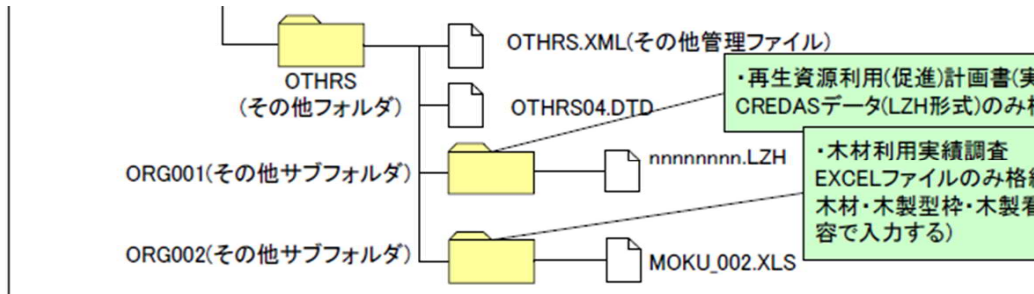 OTHRS.XML(その他管理ファイル)
OTHRS
(その他フォルダ)
・再生資源利用(促進)計画書(実
CREDASデータ(LZH形式)のみ
OTHRS04.DTD
ORG001(その他サブフォルダ)
nnnnnnnn.LZH
・木材利用実績調査
EXCELファイルのみ格
木材・木製型枠・木製
容で入力する)
ORG002(その他サブフォルダ)
MOKU_002.XLS